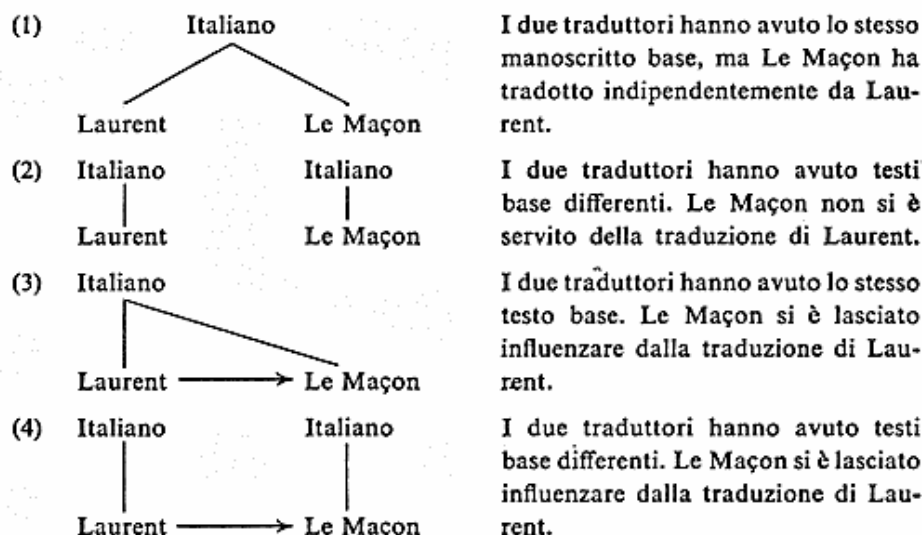 (1) Italiano I due traduttori hanno avuto lo stesso
manoscritto base, ma Le Maçon ha
tradotto indipendentemente da Lau-
Laurent Le Maçon rent.
(2) Italiano Italiano I due traduttori hanno avuto testi
base differenti. Le Maçon non si è
Laurent Le Maçon servito della traduzione di Laurent.
(3) Italiano I due traduttori hanno avuto lo stesso
testo base. Le Maçon si è lasciato
influenzare dalla traduzione di Lau-
Laurent Le Maçon rent.
(4) Italiano Italiano I due traduttori hanno avuto testi
base differenti. Le Maçon si è lasciato
influenzare dalla traduzione di Lau-
Laurent Le Macon rent.